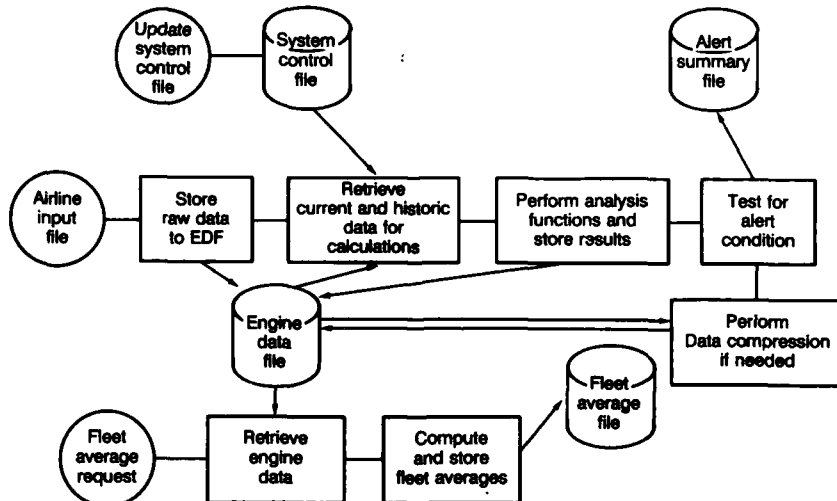 Update
system
control
file
System
control
file
Alert
summary
file
Airline
input
file
Store
raw data
to EDF
Retrieve
current and historic
data for
calculations
Perform analysis
functions and
store results
Test for
alert
condition
Engine
data
file
Perform
Data compression
if needed
Fleet
average
file
Fleet
average
request
Retrieve
engine
data
Compute
and store
fleet averages